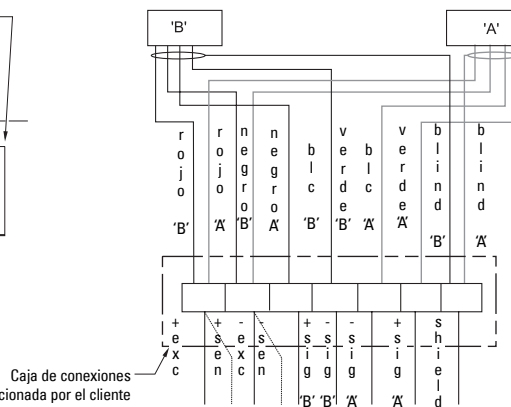 'B'
'A'
rojo 'B'
rojo 'A'
negro 'B'
negro 'A'
blc 'B'
verde 'B'
blc 'A'
verde 'A'
blind 'B'
blind 'A'
+exc
+sen
-exc
-sen
+sig 'B'
-sig 'B'
-sig 'A'
+sig 'A'
shield
Caja de conexiones
cionada por el cliente